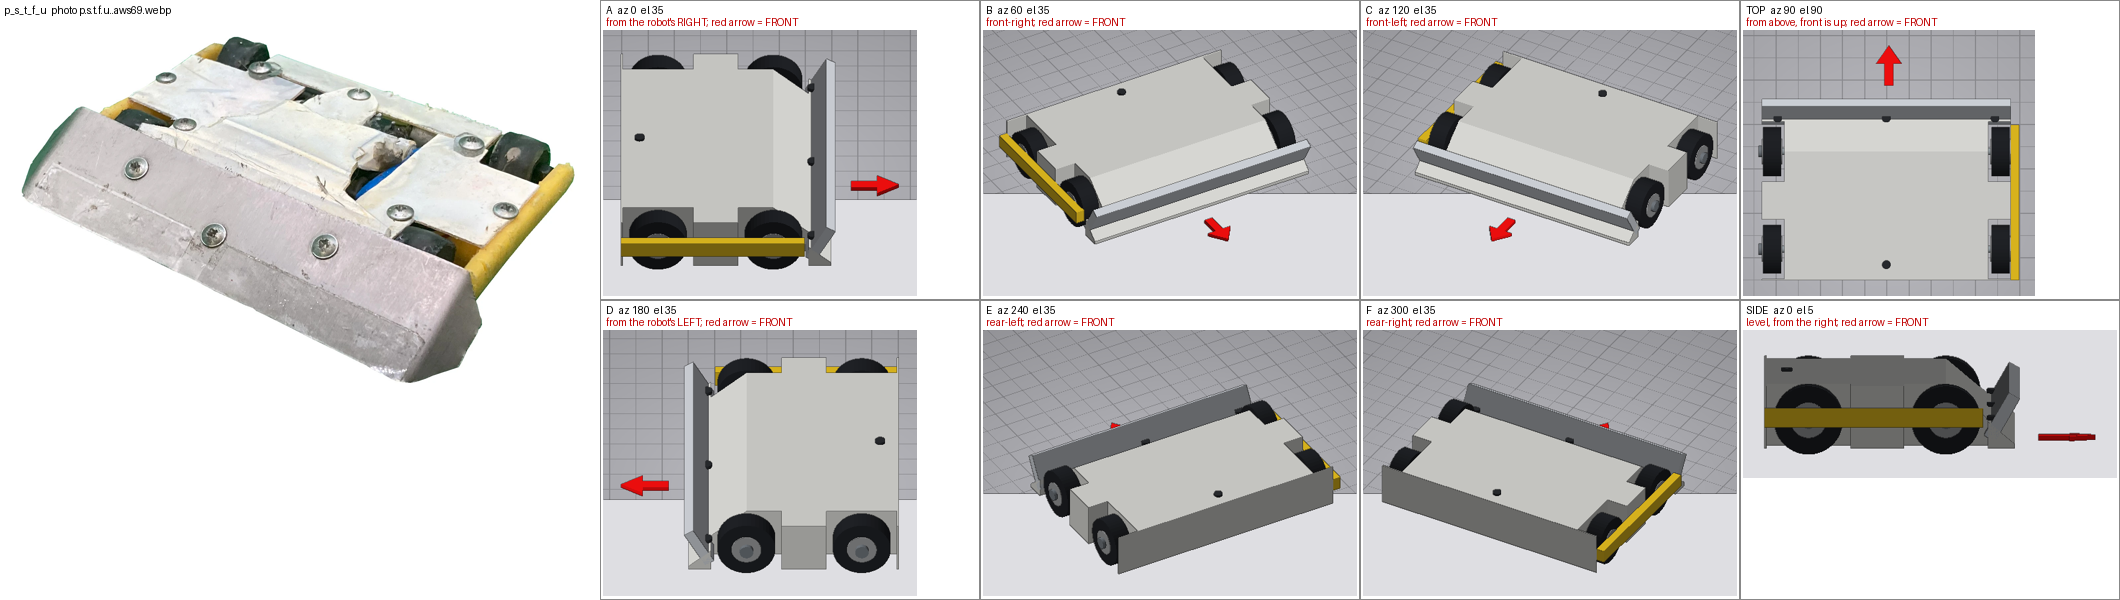 p_s_t_f_u photo p.s.t.f.u..aws69.webp
A az 0 el 35
from the robot's RIGHT; red arrow = FRONT
B az 60 el 35
front-right; red arrow = FRONT
C az 120 el 35
front-left; red arrow = FRONT
TOP az 90 el 90
from above, front is up; red arrow = FRONT
D az 180 el 35
from the robot's LEFT; red arrow = FRONT
E az 240 el 35
rear-left; red arrow = FRONT
F az 300 el 35
rear-right; red arrow = FRONT
SIDE az 0 el 5
level, from the right; red arrow = FRONT